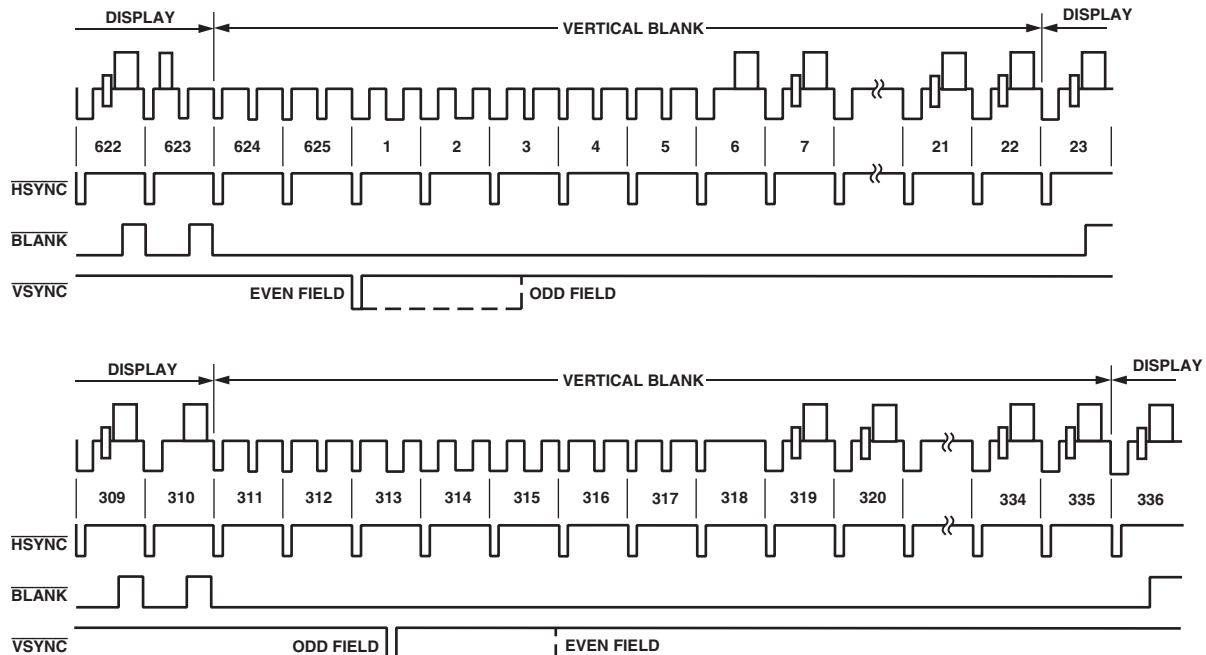 DISPLAY VERTICAL BLANK DISPLAY
622 623 624 625 1 2 3 4 5 6 7 21 22 23
HSYNC
BLANK
VSYNC EVEN FIELD ODD FIELD
DISPLAY VERTICAL BLANK DISPLAY
309 310 311 312 313 314 315 316 317 318 319 320 334 335 336
HSYNC
BLANK
VSYNC ODD FIELD EVEN FIELD